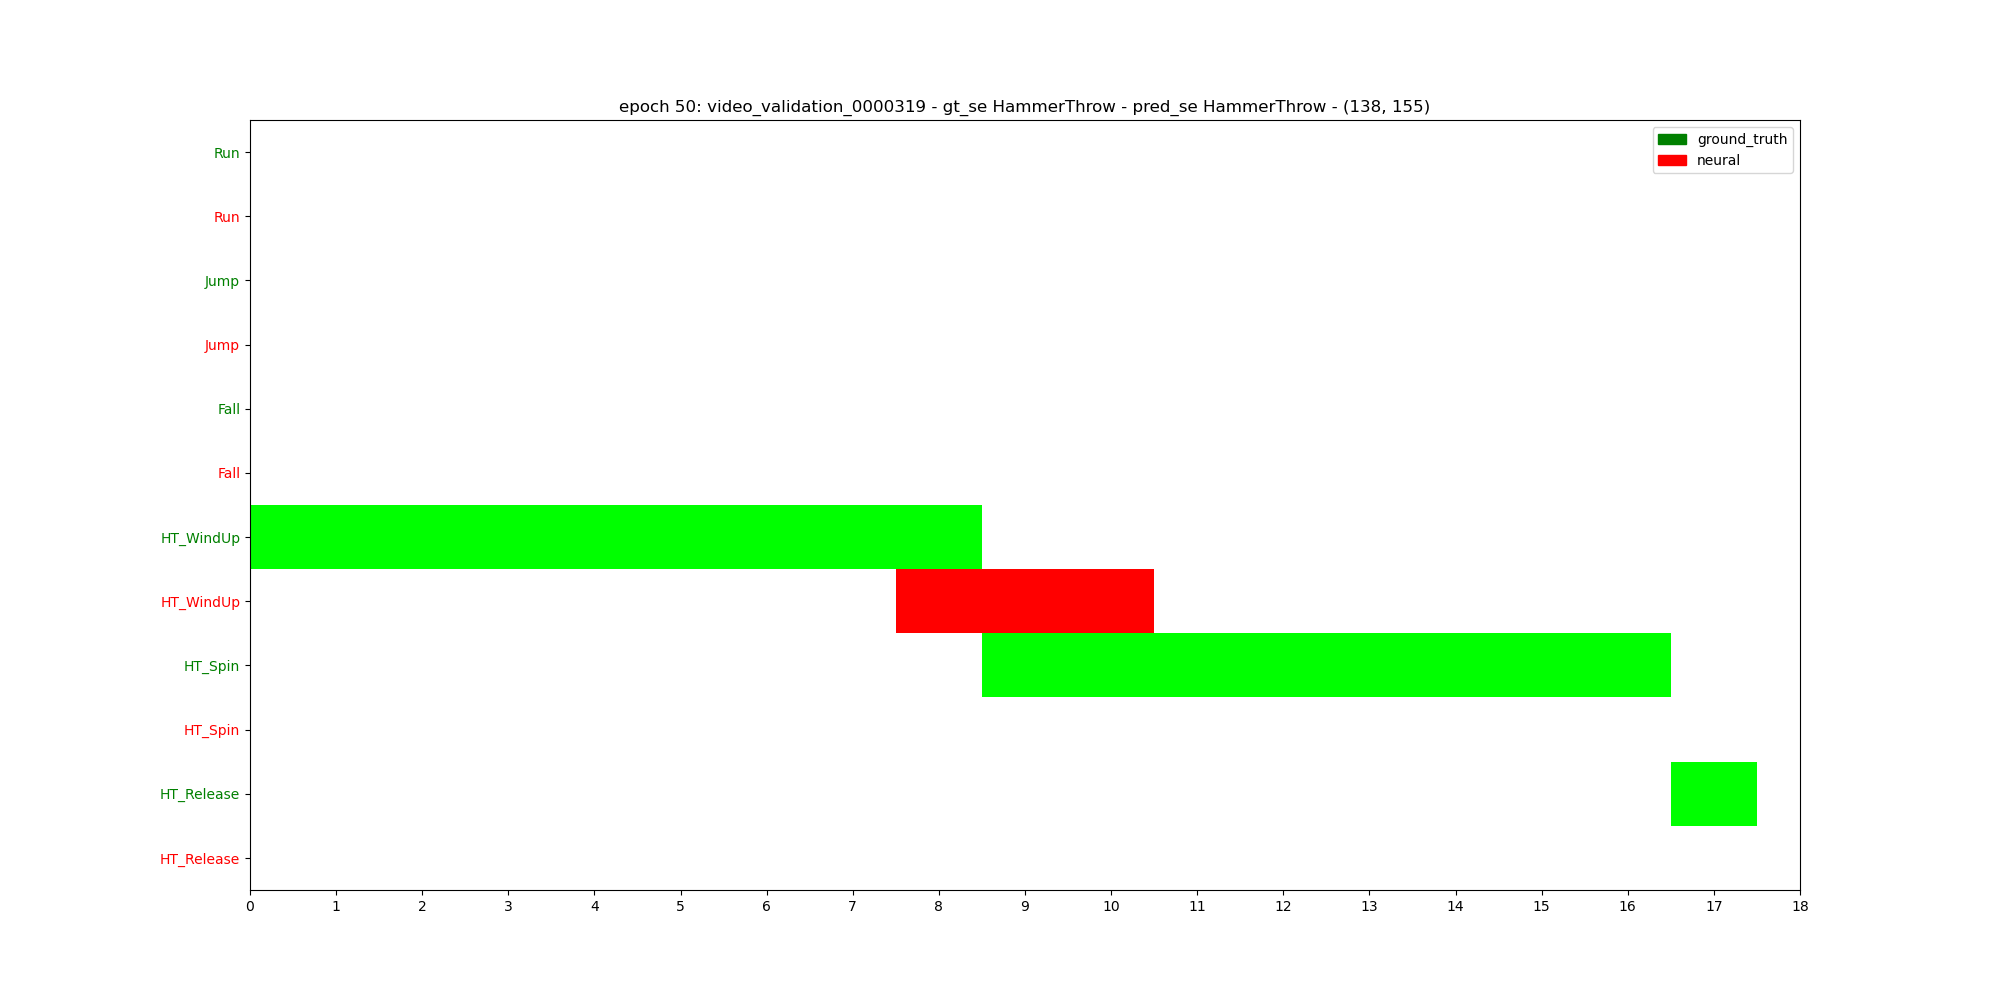 epoch 50: video_validation_0000319 - gt_se HammerThrow - pred_se HammerThrow - (138, 155)
ground_truth
neural
Run
Run
Jump
Jump
Fall
Fall
HT_WindUp
HT_WindUp
HT_Spin
HT_Spin
HT_Release
HT_Release
0 1 2 3 4 5 6 7 8 9 10 11 12 13 14 15 16 17 18